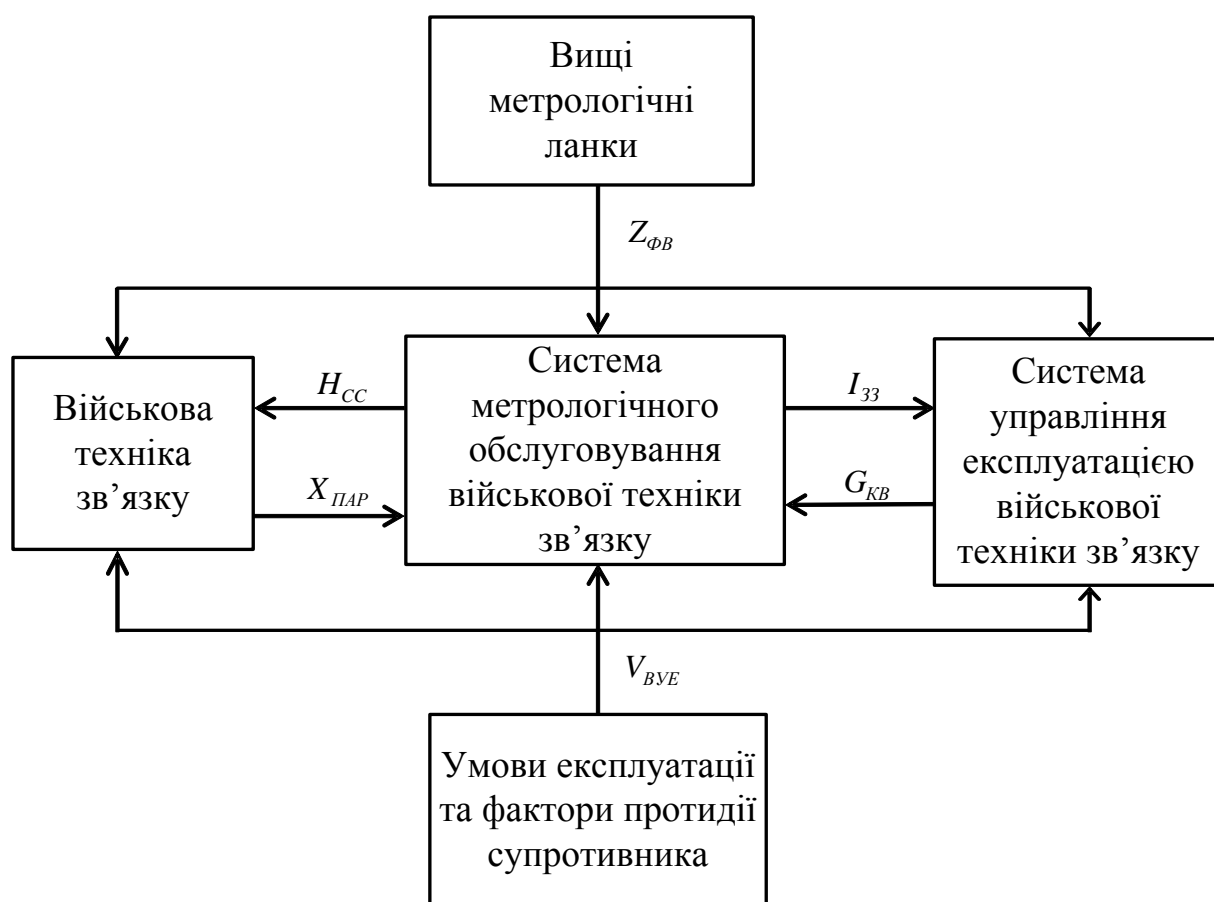 Вищі
метрологічні
ланки
Z_ФВ
Військова
техніка
зв’язку
H_СС
X_ПАР
Система
метрологічного
обслуговування
військової техніки
зв’язку
I_ЗЗ
G_КВ
Система
управління
експлуатацією
військової
техніки зв’язку
V_ВУЕ
Умови експлуатації
та фактори протидії
супротивника